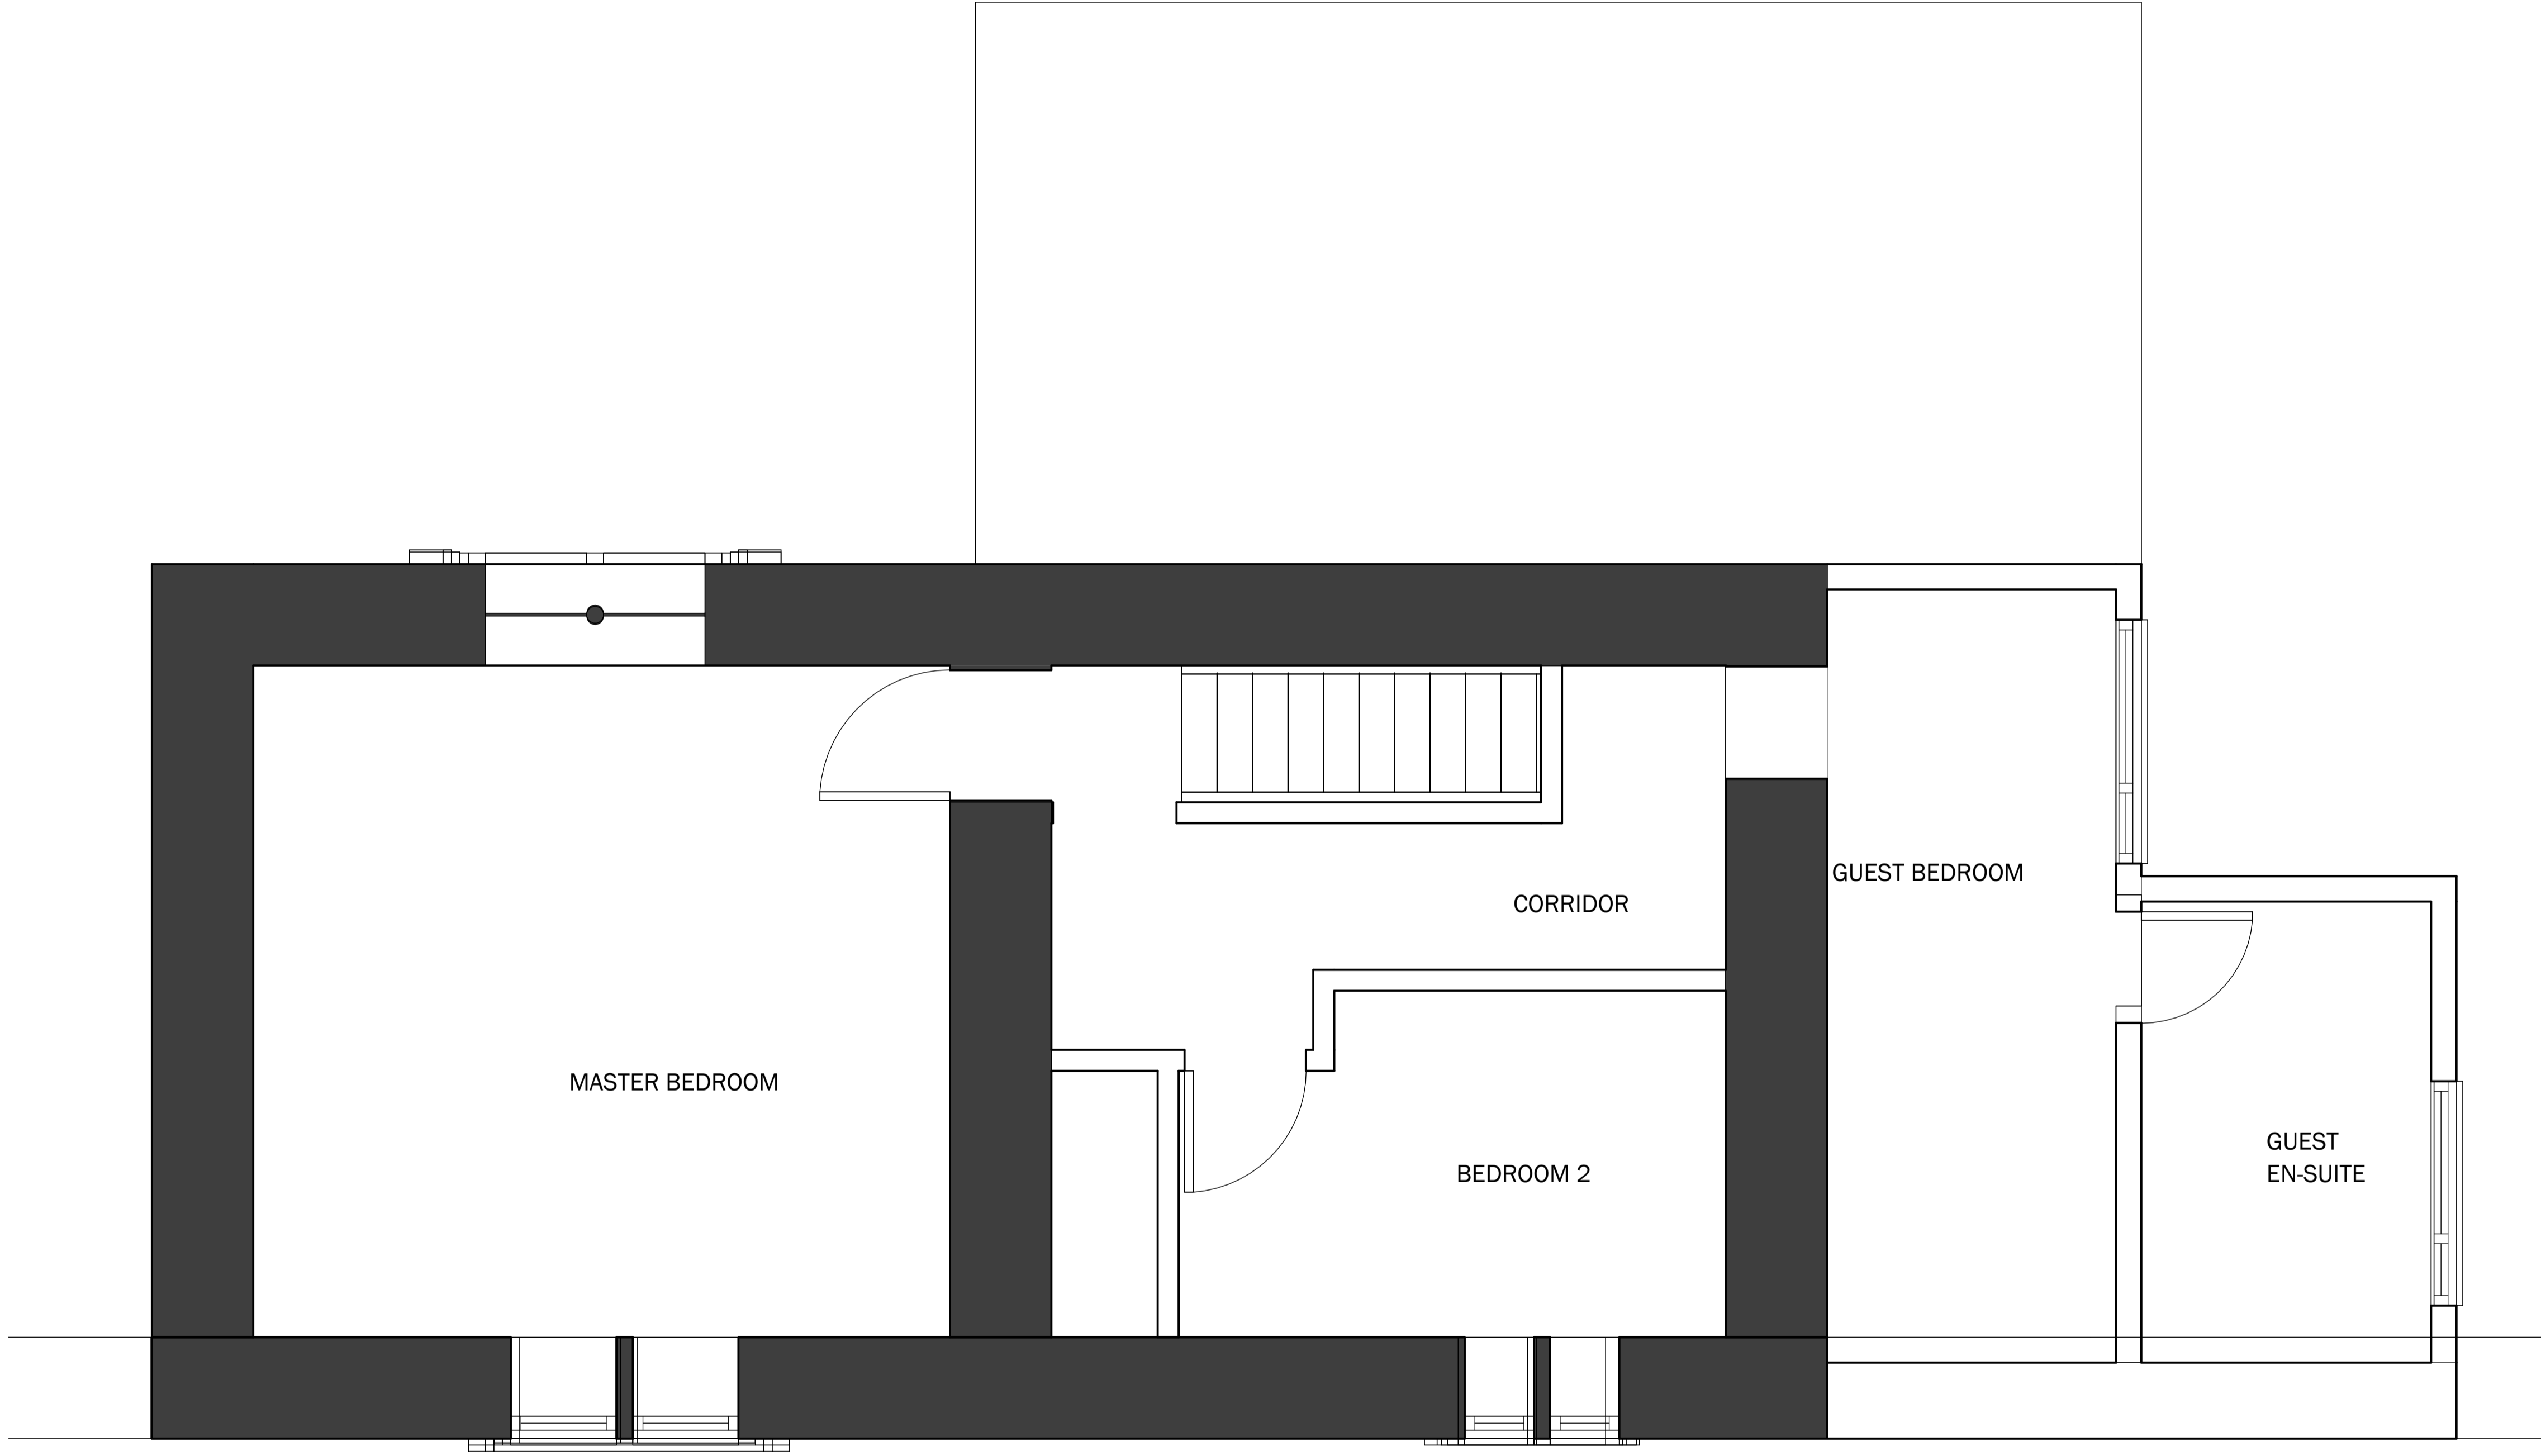 GUEST BEDROOM
CORRIDOR
MASTER BEDROOM
BEDROOM 2
GUEST
EN-SUITE